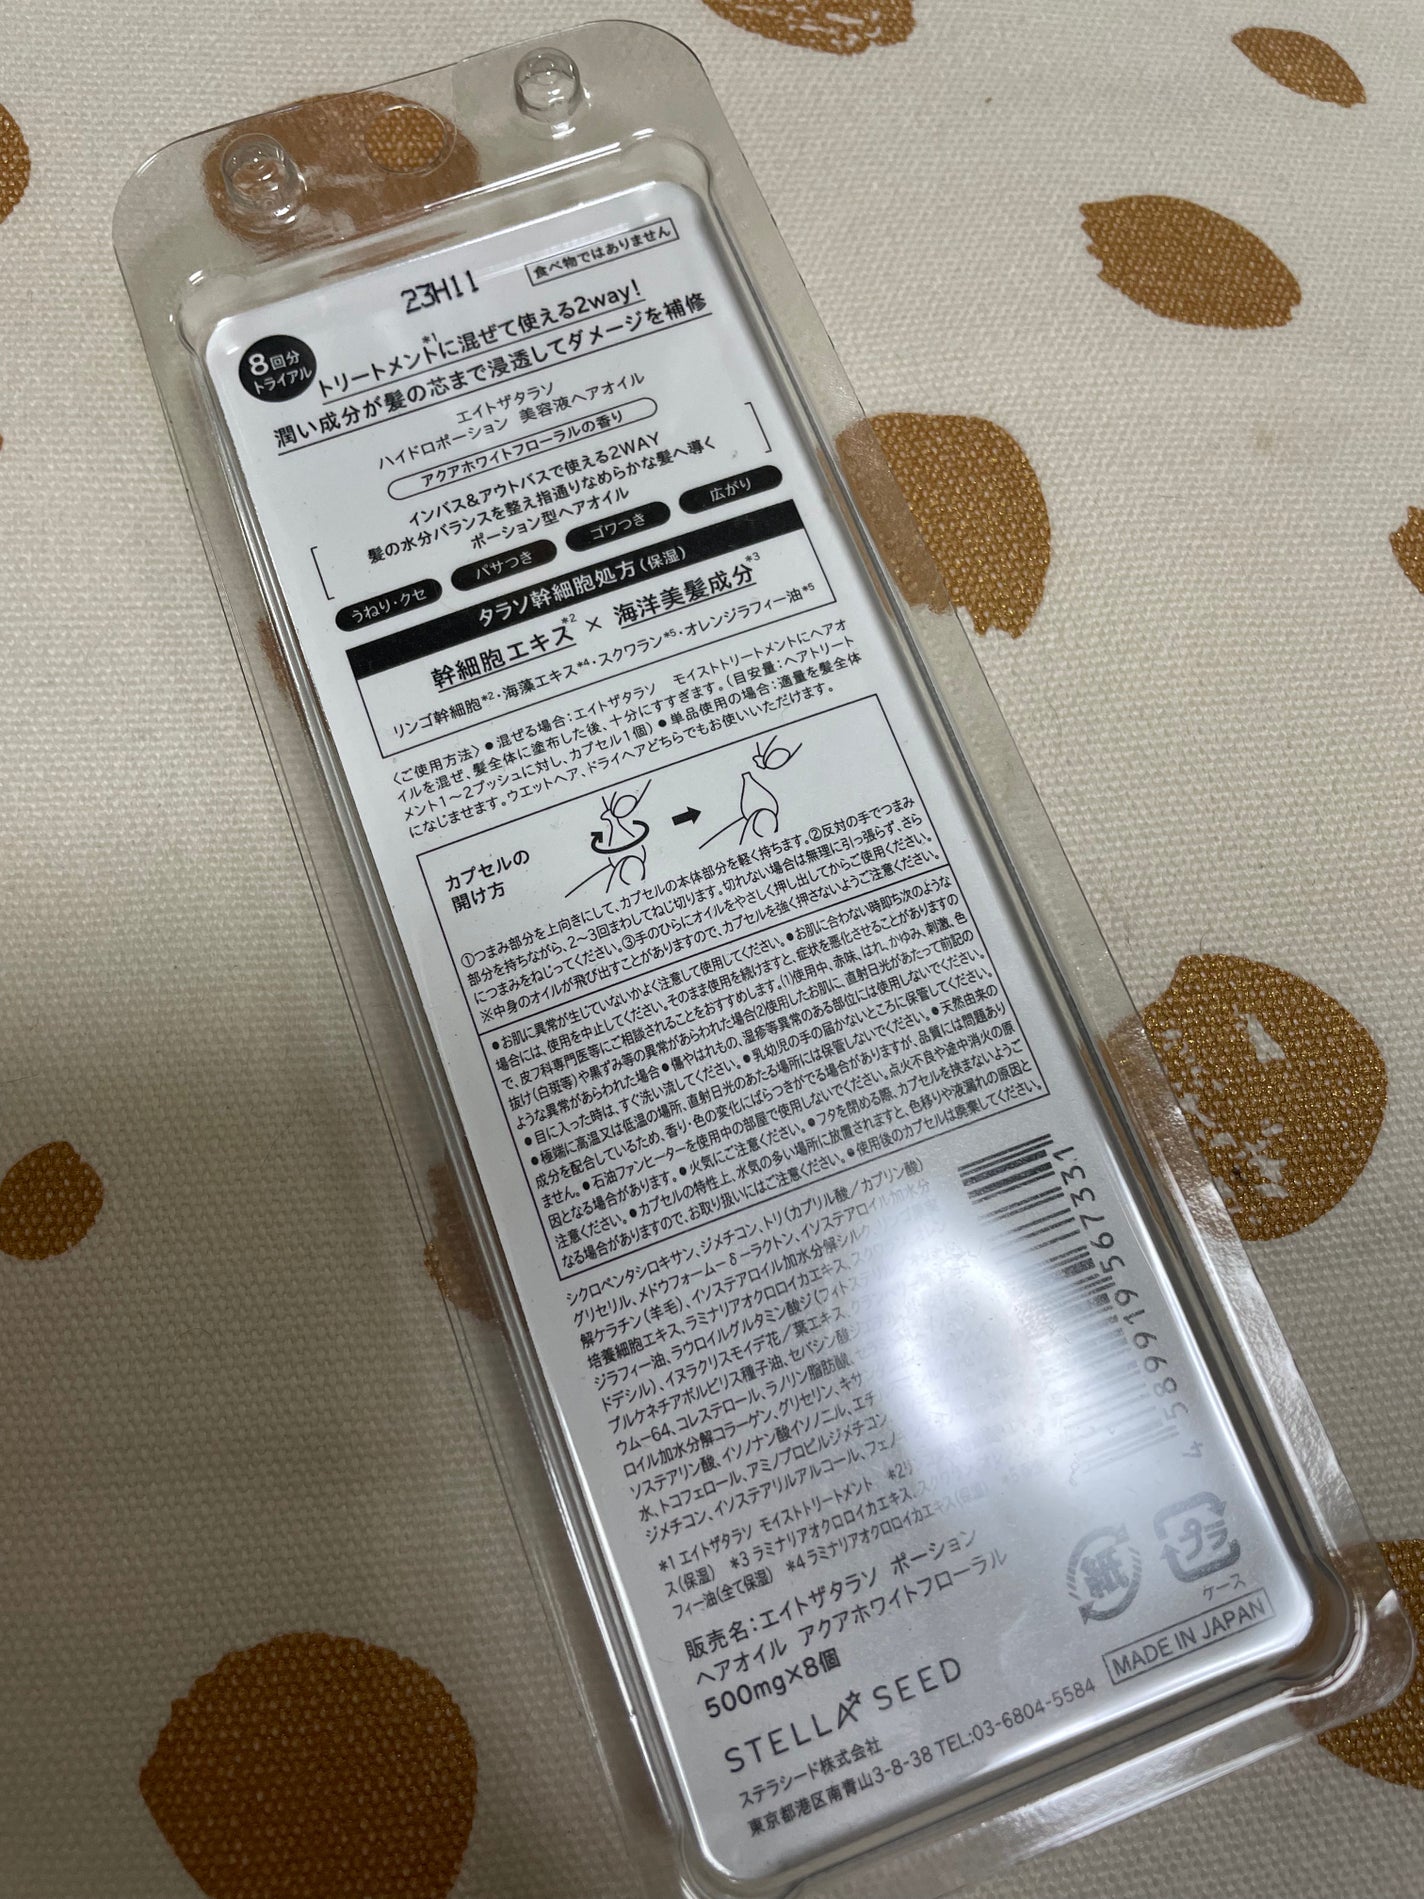 23H11
食べ物ではありません
8回分
トライアル
トリートメント*1に混ぜて使える2way!
潤い成分が髪の芯まで浸透してダメージを補修
エイトザタラソ
ハイドロポーション 美容液ヘアオイル
アクアホワイトフローラルの香り
インバス&アウトバスで使える2WAY
髪の水分バランスを整え指通りなめらかな髪へ導く
ポーション型ヘアオイル
うねり・クセ パサつき ゴワつき 広がり
タラソ幹細胞処方(保湿)
幹細胞エキス*2 × 海洋美髪成分*3
リンゴ幹細胞*2・海藻エキス*4・スクワラン*5・オレンジラフィー油*5
〈ご使用方法〉●混ぜる場合:エイトザタラソ モイストトリートメントにヘアオ
イルを混ぜ、髪全体に塗布した後、十分にすすぎます。(目安量:ヘアトリート
メント1〜2プッシュに対し、カプセル1個)●単品使用の場合:適量を髪全体
になじませます。ウエットヘア、ドライヘアどちらでもお使いいただけます。
カプセルの
開け方
①つまみ部分を上向きにして、カプセルの本体部分を軽く持ちます。②反対の手でつまみ
部分を持ちながら、2〜3回まわしてねじ切ります。切れない場合は無理に引っ張らず、さら
につまみをねじってください。③手のひらにオイルをやさしく押し出してからご使用ください。
※中身のオイルが飛び出すことがありますので、カプセルを強く押さないようご注意ください。
●お肌に異常が生じていないかよく注意して使用してください。●お肌に合わない時即ち次のような
場合には、使用を中止してください。そのまま使用を続けますと、症状を悪化させることがありますの
で、皮フ科専門医等にご相談されることをおすすめします。(1)使用中、赤味、はれ、かゆみ、刺激、色
抜け(白斑等)や黒ずみ等の異常があらわれた場合(2)使用したお肌に、直射日光があたって前記の
ような異常があらわれた場合●傷やはれもの、湿疹等異常のある部位には使用しないでください。
●目に入った時は、すぐ洗い流してください。●乳幼児の手の届かないところに保管してください。
●極端に高温又は低温の場所、直射日光のあたる場所には保管しないでください。●天然由来の
成分を配合しているため、香り・色の変化にばらつきがでる場合がありますが、品質には問題あり
ません。●石油ファンヒーターを使用中の部屋で使用しないでください。点火不良や途中消火の原
因となる場合があります。●火気にご注意ください。●フタを閉める際、カプセルを挟まないようご
注意ください。●カプセルの特性上、水気の多い場所に放置されますと、色移りや液漏れの原因と
なる場合がありますので、お取り扱いにはご注意ください。●使用後のカプセルは廃棄してください。
シクロペンタシロキサン、ジメチコン、トリ(カプリル酸/カプリン酸)
グリセリル、メドウフォーム-δ-ラクトン、イソステアロイル加水分
解ケラチン(羊毛)、イソステアロイル加水分解シルク、
培養細胞エキス、ラミナリアオクロロイカエキス、
ジラフィー油、ラウロイルグルタミン酸ジ(フィトステリル
ドデシル)、イヌラクリスモイデ花/葉エキス、
プルケネチアボルビリス種子油、セバシン酸
ウム-64、コレステロール、ラノリン脂肪酸、
ロイル加水分解コラーゲン、グリセリン、キサ
ソステアリン酸、イソノナン酸イソノニル、エチ
水、トコフェロール、アミノプロピルジメチコン、
ジメチコン、イソステアリルアルコール、フェノ
*1 エイトザタラソ モイストトリートメント *2リ
ス(保湿) *3 ラミナリアオクロロイカエキス、
フィー油(全て保湿) *4 ラミナリアオクロロイカエキス(保湿)
販売名:エイトザタラソ ポーション
ヘアオイル アクアホワイトフローラル
500mg×8個
STELLA SEED
ステラシード株式会社
東京都港区南青山3-8-38 TEL:03-6804-5584
4 589919 567331
紙
プラ
ケース
MADE IN JAPAN